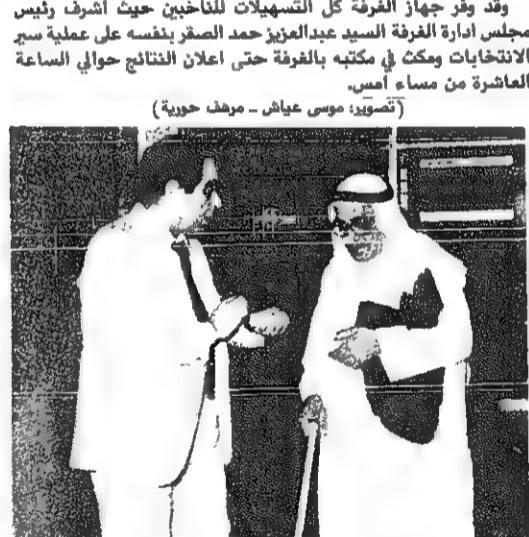 وقد وفر جهاز الغرفة كل التسهيلات للناخبين حيث اشرف رئيس
مجلس ادارة الغرفة السيد عبدالعزيز حمد الصقر بنفسه على عملية سير
الانتخابات ومكث في مكتبه بالغرفة حتى اعلان النتائج حوالي الساعة
العاشرة من مساء امس.
(تصوير: موسى عياش - مرهف حورية)